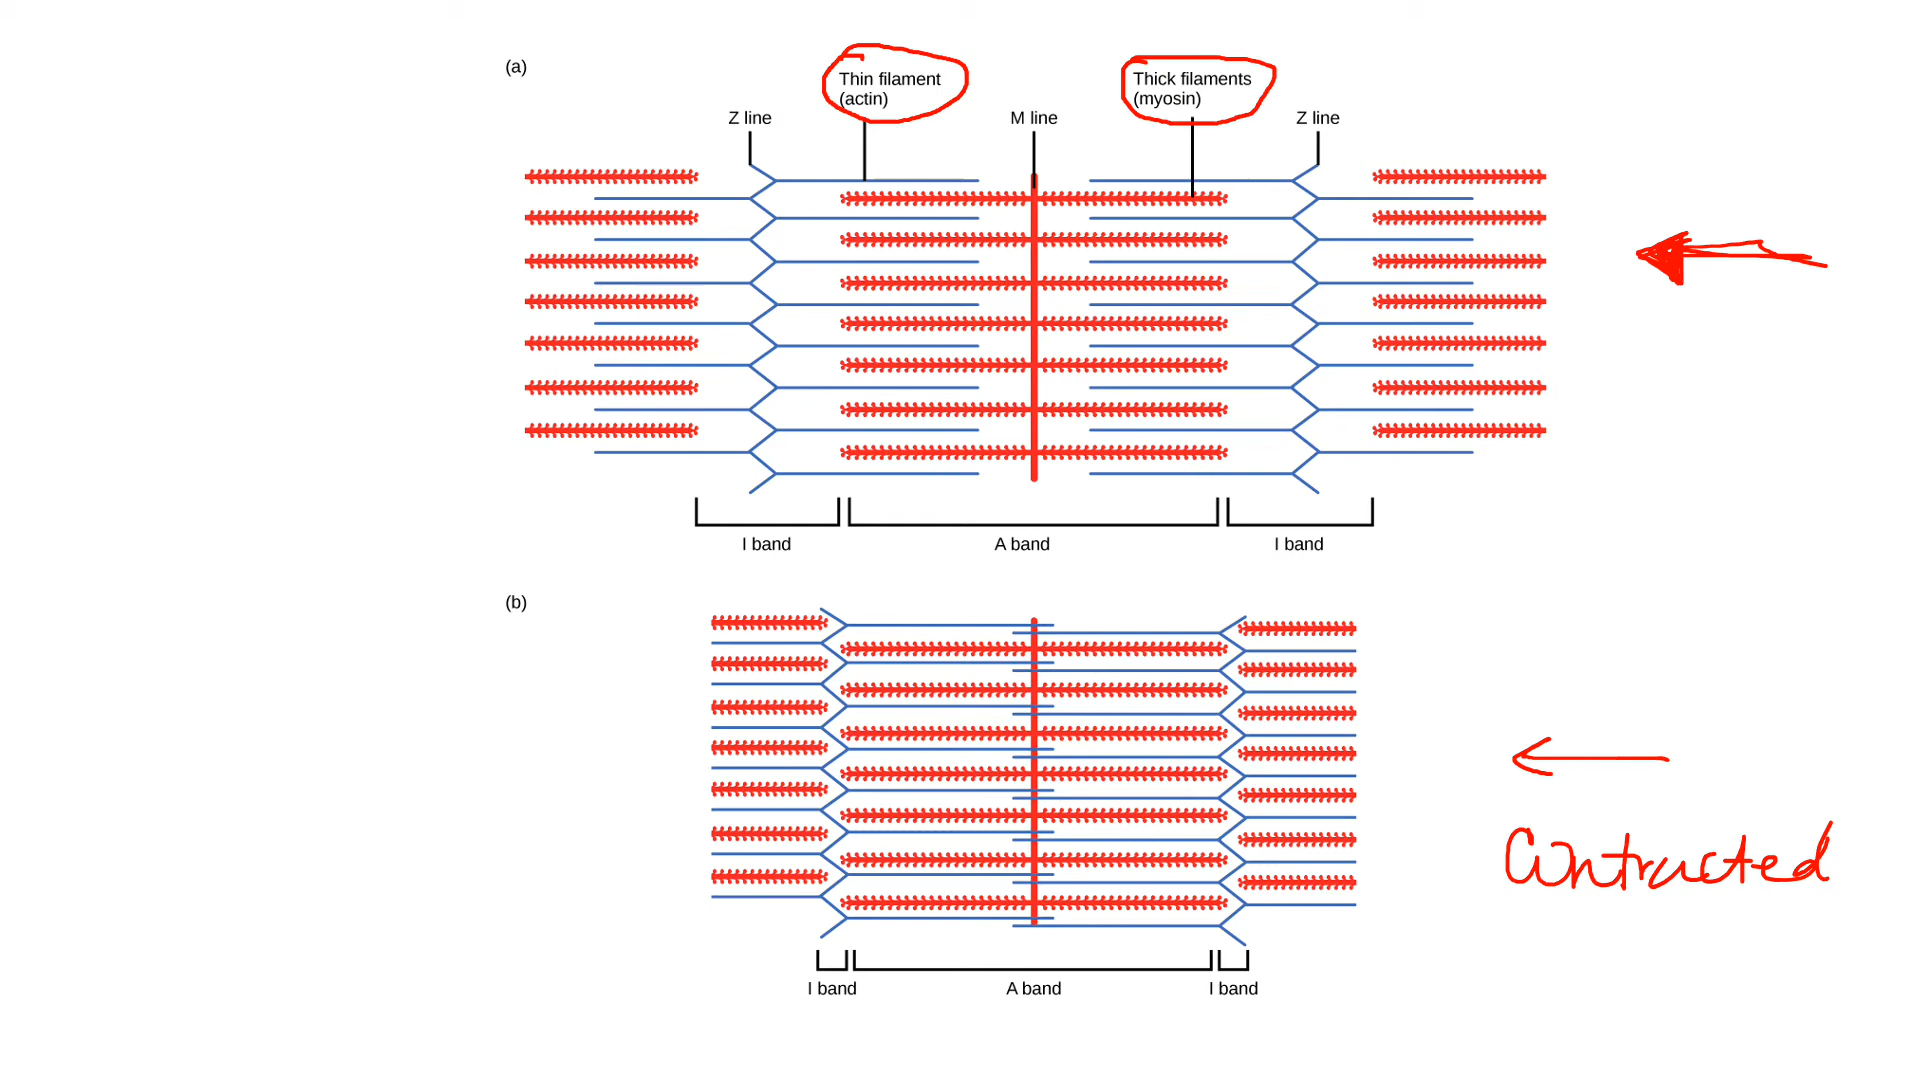 (a)
Thin filament
(actin)
Thick filaments
(myosin)
Z line
M line
Z line
I band
A band
I band
(b)
Contracted
I band
A band
I band